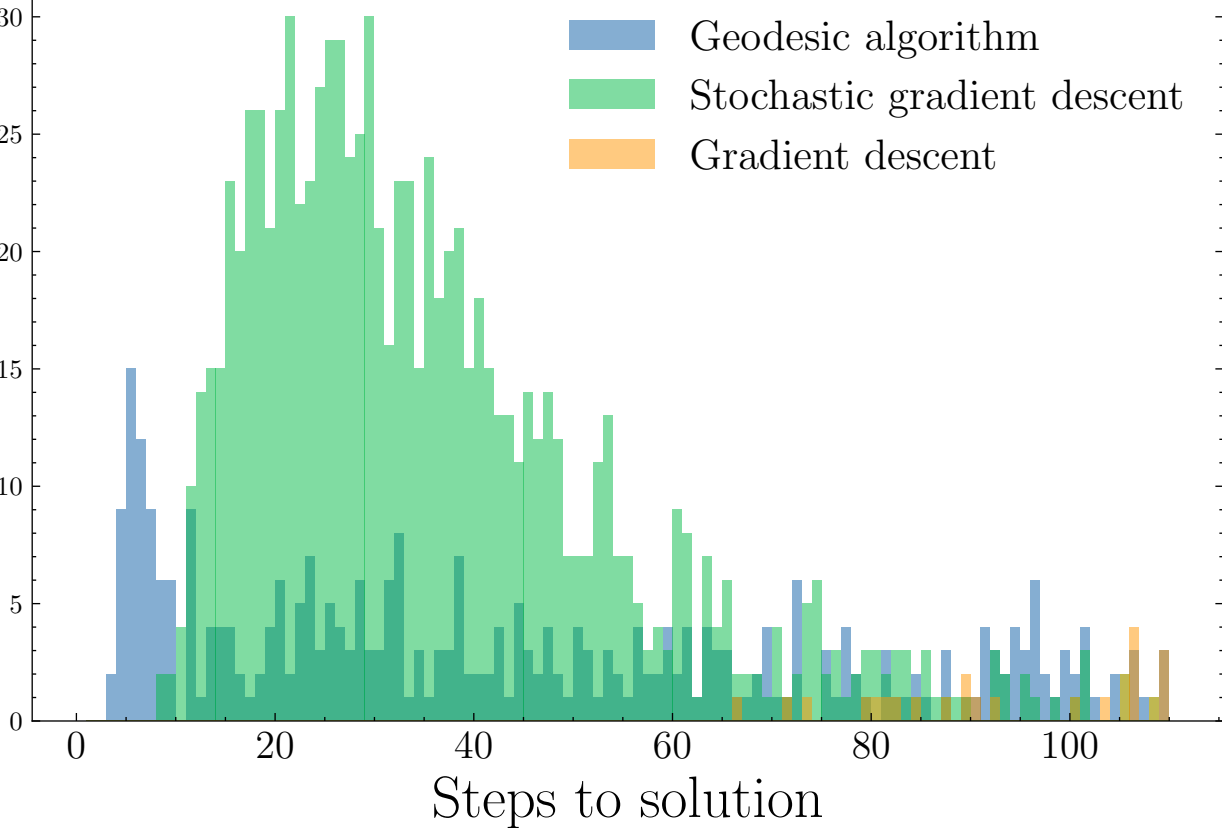 Geodesic algorithm
Stochastic gradient descent
Gradient descent
30
25
20
15
10
5
0
0 20 40 60 80 100
Steps to solution